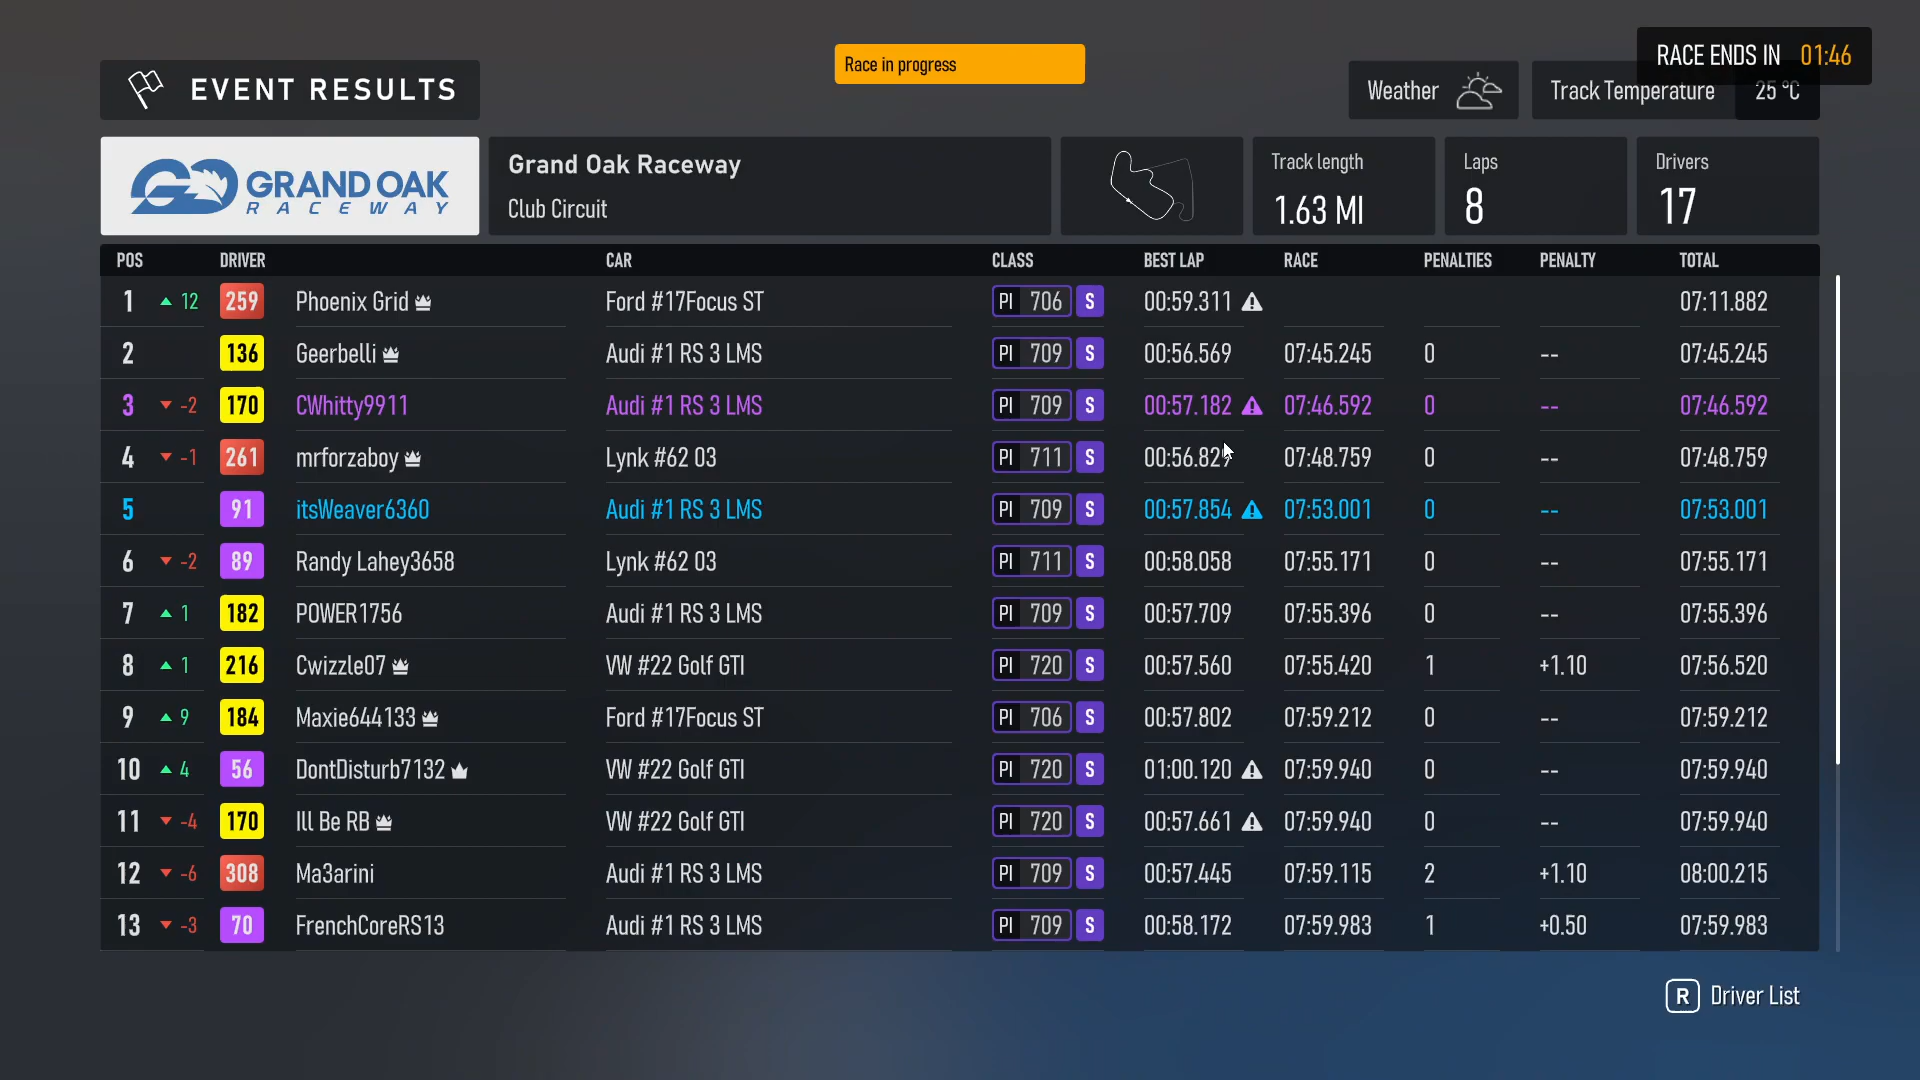 EVENT RESULTS
Race in progress
RACE ENDS IN 01:46
Weather
Track Temperature 25 °C
GRAND OAK
RACEWAY
Grand Oak Raceway
Club Circuit
Track length
1.63 MI
Laps
8
Drivers
17
POS DRIVER CAR CLASS BEST LAP RACE PENALTIES PENALTY TOTAL
1 12 259 Phoenix Grid Ford #17Focus ST PI 706 S 00:59.311 07:11.882
2 136 Geerbelli Audi #1 RS 3 LMS PI 709 S 00:56.569 07:45.245 0 -- 07:45.245
3 -2 170 CWhitty9911 Audi #1 RS 3 LMS PI 709 S 00:57.182 07:46.592 0 -- 07:46.592
4 -1 261 mrforzaboy Lynk #62 03 PI 711 S 00:56.829 07:48.759 0 -- 07:48.759
5 91 itsWeaver6360 Audi #1 RS 3 LMS PI 709 S 00:57.854 07:53.001 0 -- 07:53.001
6 -2 89 Randy Lahey3658 Lynk #62 03 PI 711 S 00:58.058 07:55.171 0 -- 07:55.171
7 1 182 POWER1756 Audi #1 RS 3 LMS PI 709 S 00:57.709 07:55.396 0 -- 07:55.396
8 1 216 Cwizzle07 VW #22 Golf GTI PI 720 S 00:57.560 07:55.420 1 +1.10 07:56.520
9 9 184 Maxie644133 Ford #17Focus ST PI 706 S 00:57.802 07:59.212 0 -- 07:59.212
10 4 56 DontDisturb7132 VW #22 Golf GTI PI 720 S 01:00.120 07:59.940 0 -- 07:59.940
11 -4 170 Ill Be RB VW #22 Golf GTI PI 720 S 00:57.661 07:59.940 0 -- 07:59.940
12 -6 308 Ma3arini Audi #1 RS 3 LMS PI 709 S 00:57.445 07:59.115 2 +1.10 08:00.215
13 -3 70 FrenchCoreRS13 Audi #1 RS 3 LMS PI 709 S 00:58.172 07:59.983 1 +0.50 07:59.983
R Driver List